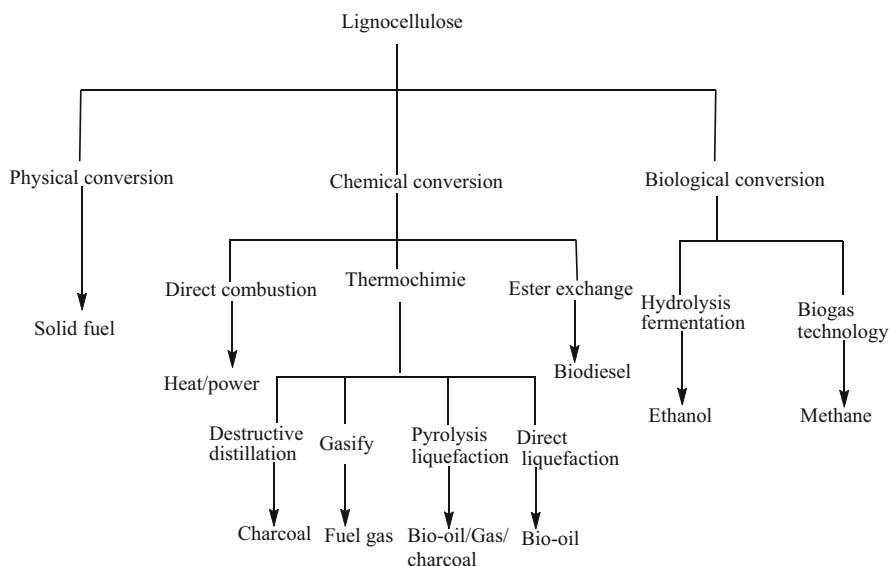 Lignocellulose
Physical conversion
Chemical conversion
Biological conversion
Direct combustion
Thermochimie
Ester exchange
Hydrolysis
fermentation
Biogas
technology
Solid fuel
Heat/power
Biodiesel
Ethanol
Methane
Destructive
distillation
Gasify
Pyrolysis
liquefaction
Direct
liquefaction
Charcoal
Fuel gas
Bio-oil/Gas/
charcoal
Bio-oil